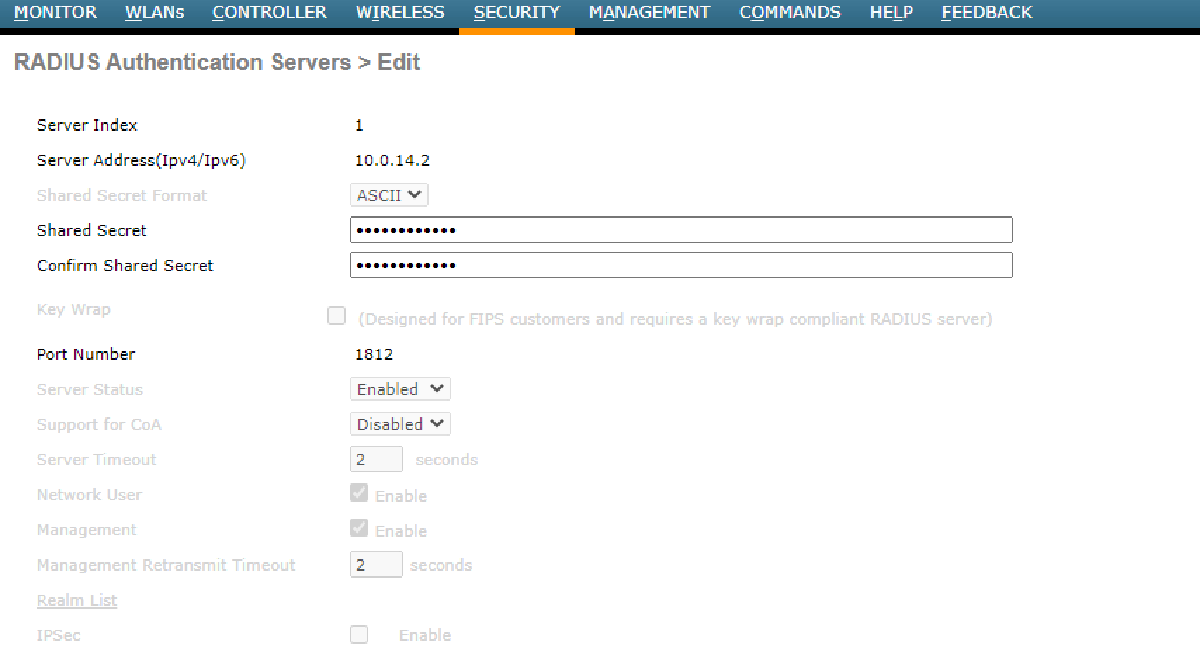 MONITOR WLANs CONTROLLER WIRELESS SECURITY MANAGEMENT COMMANDS HELP FEEDBACK
RADIUS Authentication Servers > Edit
Server Index 1
Server Address(Ipv4/Ipv6) 10.0.14.2
Shared Secret Format ASCII
Shared Secret ••••••••••••
Confirm Shared Secret ••••••••••••
Key Wrap (Designed for FIPS customers and requires a key wrap compliant RADIUS server)
Port Number 1812
Server Status Enabled
Support for CoA Disabled
Server Timeout 2 seconds
Network User Enable
Management Enable
Management Retransmit Timeout 2 seconds
Realm List
IPSec Enable